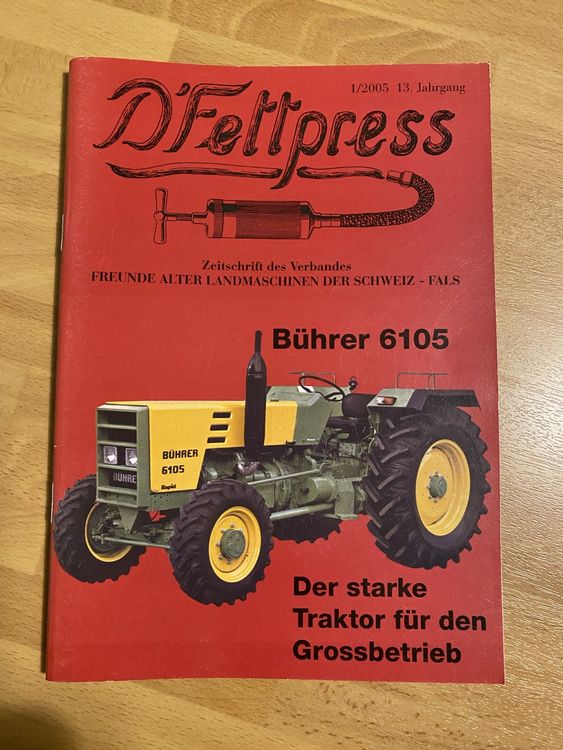 1/2005 13. Jahrgang
D'Fettpress
Zeitschrift des Verbandes
FREUNDE ALTER LANDMASCHINEN DER SCHWEIZ - FALS
Bührer 6105
BÜHRER
6105
Rapid
BÜHRER
Der starke
Traktor für den
Grossbetrieb